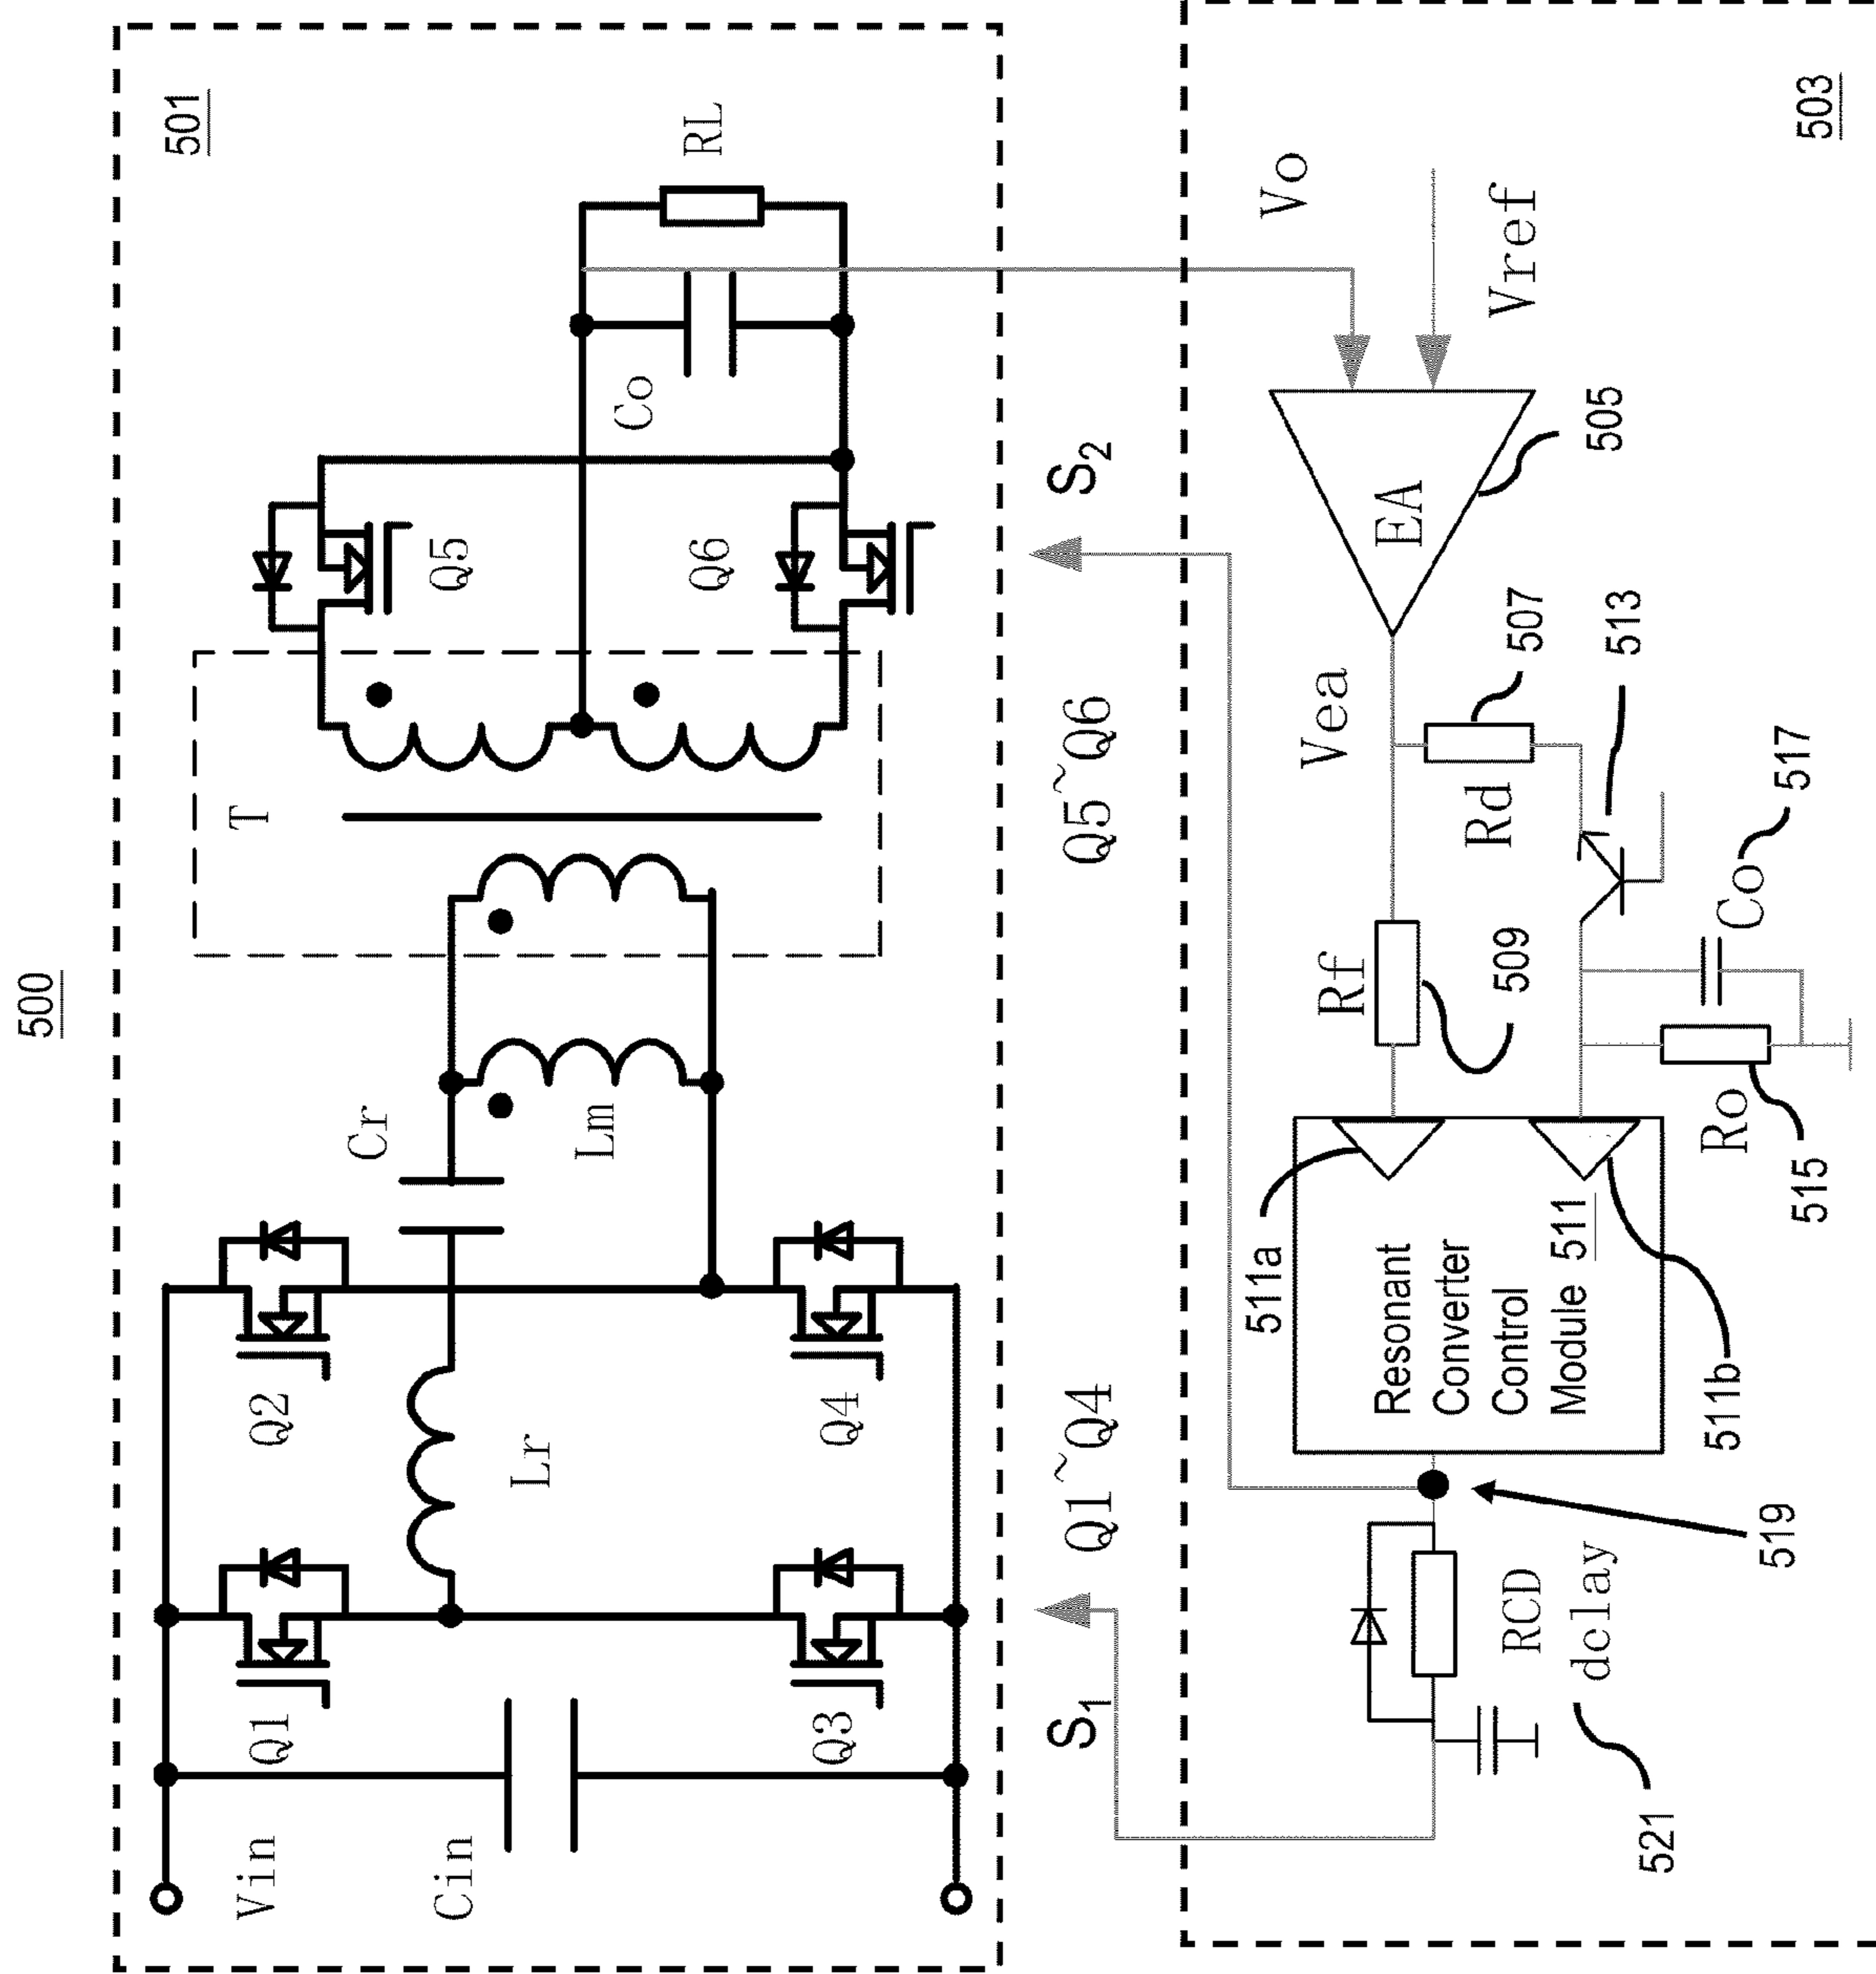 500
501
Vin
Cin
Q1
Q2
Q3
Q4
Lr
Cr
Lm
T
Q5
Q6
Co
RL
S1
Q1~Q4
Q5~Q6
S2
503
Vo
Vref
EA
505
Vea
Rd
507
Rf
509
513
Co
517
Ro
515
511a
Resonant
Converter
Control
Module 511
511b
519
RCD
delay
521